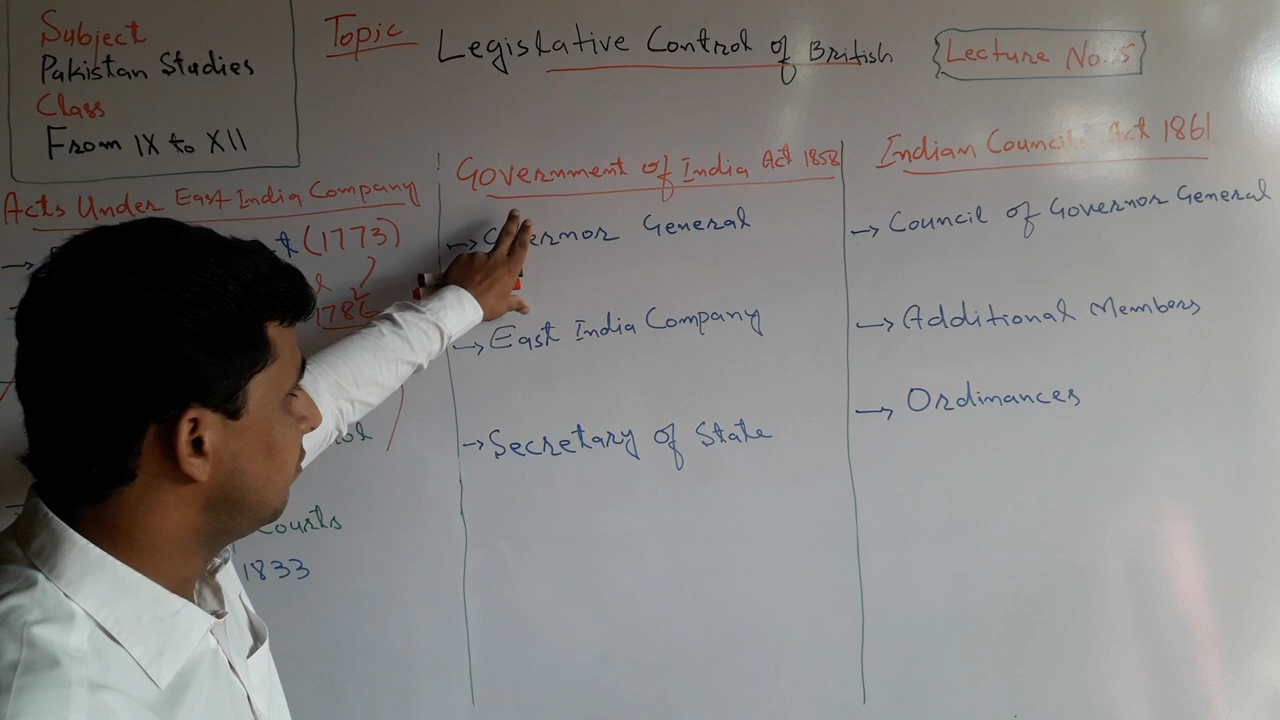 Subject
Pakistan Studies
Class
From IX to XII
Topic Legislative Control of British
Lecture No. 5
Acts Under East India Company
(1773)
1786
Courts
1833
Government of India Act 1858
→ Governor General
→ East India Company
→ Secretary of State
Indian Council Act 1861
→ Council of Governor General
→ Additional Members
→ Ordinances